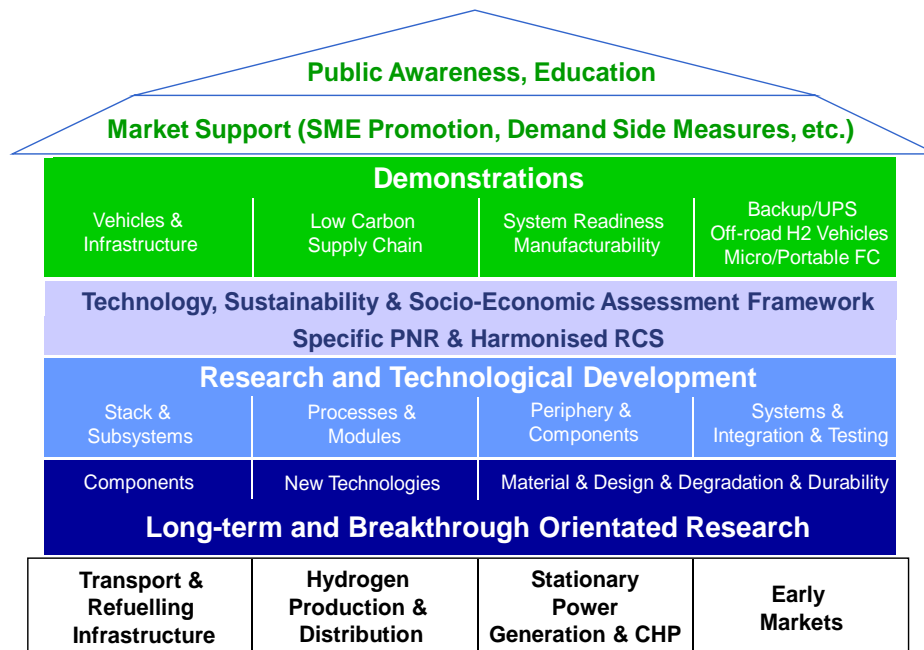 Public Awareness, Education
Market Support (SME Promotion, Demand Side Measures, etc.)
Demonstrations
Vehicles &
Infrastructure
Low Carbon
Supply Chain
System Readiness
Manufacturability
Backup/UPS
Off-road H2 Vehicles
Micro/Portable FC
Technology, Sustainability & Socio-Economic Assessment Framework
Specific PNR & Harmonised RCS
Research and Technological Development
Stack &
Subsystems
Processes &
Modules
Periphery &
Components
Systems &
Integration & Testing
Components
New Technologies
Material & Design & Degradation & Durability
Long-term and Breakthrough Orientated Research
Transport &
Refuelling
Infrastructure
Hydrogen
Production &
Distribution
Stationary
Power
Generation & CHP
Early
Markets